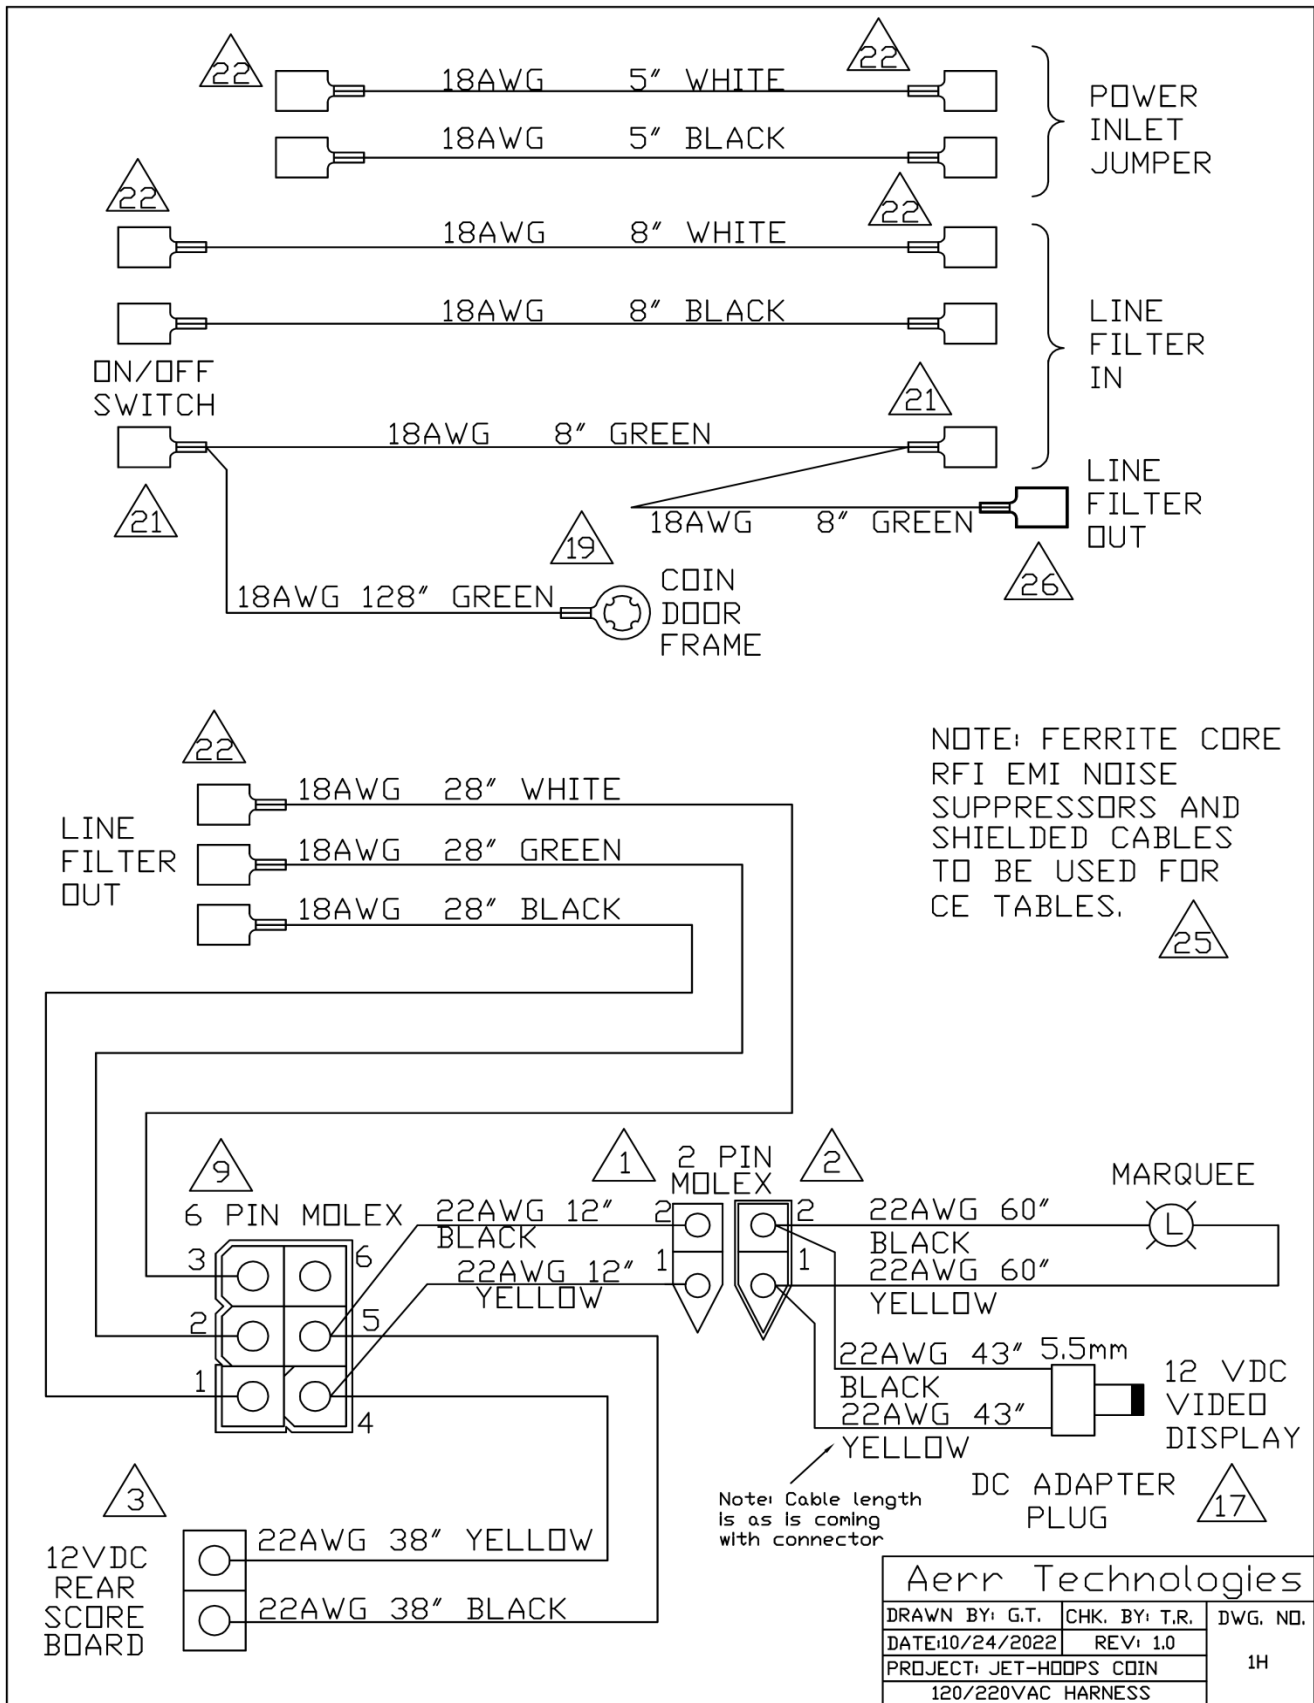 22
22
18AWG 5" WHITE
18AWG 5" BLACK
POWER
INLET
JUMPER
22
22
18AWG 8" WHITE
18AWG 8" BLACK
ON/OFF
SWITCH
LINE
FILTER
IN
21
18AWG 8" GREEN
21
LINE
FILTER
OUT
18AWG 8" GREEN
26
19
18AWG 128" GREEN
COIN
DOOR
FRAME
22
18AWG 28" WHITE
18AWG 28" GREEN
18AWG 28" BLACK
LINE
FILTER
OUT
NOTE: FERRITE CORE
RFI EMI NOISE
SUPPRESSORS AND
SHIELDED CABLES
TO BE USED FOR
CE TABLES.
25
9
6 PIN MOLEX
3
6
2
5
1
4
22AWG 12"
BLACK
22AWG 12"
YELLOW
1
2 PIN
MOLEX
2
2
2
1
1
22AWG 60"
BLACK
22AWG 60"
YELLOW
MARQUEE
L
22AWG 43"
BLACK
22AWG 43"
YELLOW
5.5mm
12 VDC
VIDEO
DISPLAY
DC ADAPTER
PLUG
17
Note: Cable length
is as is coming
with connector
3
12VDC
REAR
SCORE
BOARD
22AWG 38" YELLOW
22AWG 38" BLACK
Aerr Technologies
DRAWN BY: G.T. CHK. BY: T.R. DWG. NO.
DATE:10/24/2022 REV: 1.0
1H
PROJECT: JET-HOOPS COIN
120/220VAC HARNESS